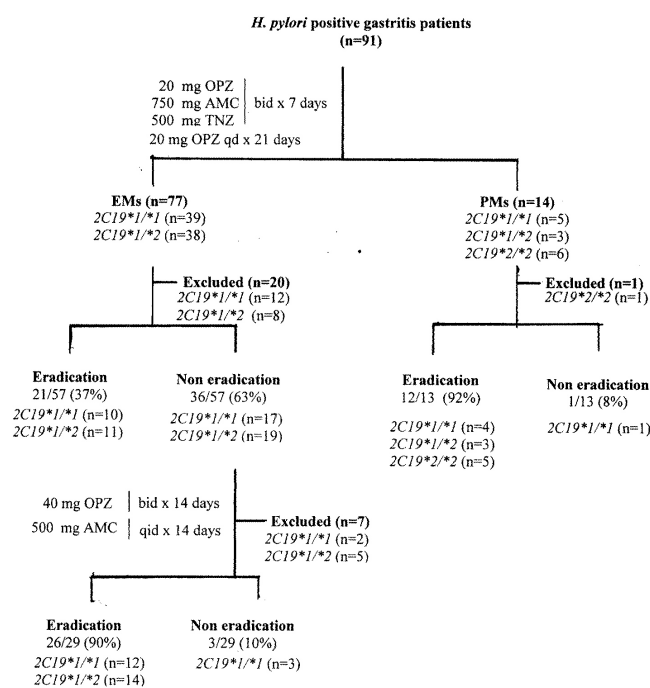 H. pylori positive gastritis patients
(n=91)
20 mg OPZ
750 mg AMC
500 mg TNZ
bid x 7 days
20 mg OPZ qd x 21 days
EMs (n=77)
2C19*1/*1 (n=39)
2C19*1/*2 (n=38)
PMs (n=14)
2C19*1/*1 (n=5)
2C19*1/*2 (n=3)
2C19*2/*2 (n=6)
Excluded (n=20)
2C19*1/*1 (n=12)
2C19*1/*2 (n=8)
Excluded (n=1)
2C19*2/*2 (n=1)
Eradication
21/57 (37%)
2C19*1/*1 (n=10)
2C19*1/*2 (n=11)
Non eradication
36/57 (63%)
2C19*1/*1 (n=17)
2C19*1/*2 (n=19)
Eradication
12/13 (92%)
2C19*1/*1 (n=4)
2C19*1/*2 (n=3)
2C19*2/*2 (n=5)
Non eradication
1/13 (8%)
2C19*1/*1 (n=1)
40 mg OPZ
bid x 14 days
500 mg AMC
qid x 14 days
Excluded (n=7)
2C19*1/*1 (n=2)
2C19*1/*2 (n=5)
Eradication
26/29 (90%)
2C19*1/*1 (n=12)
2C19*1/*2 (n=14)
Non eradication
3/29 (10%)
2C19*1/*1 (n=3)